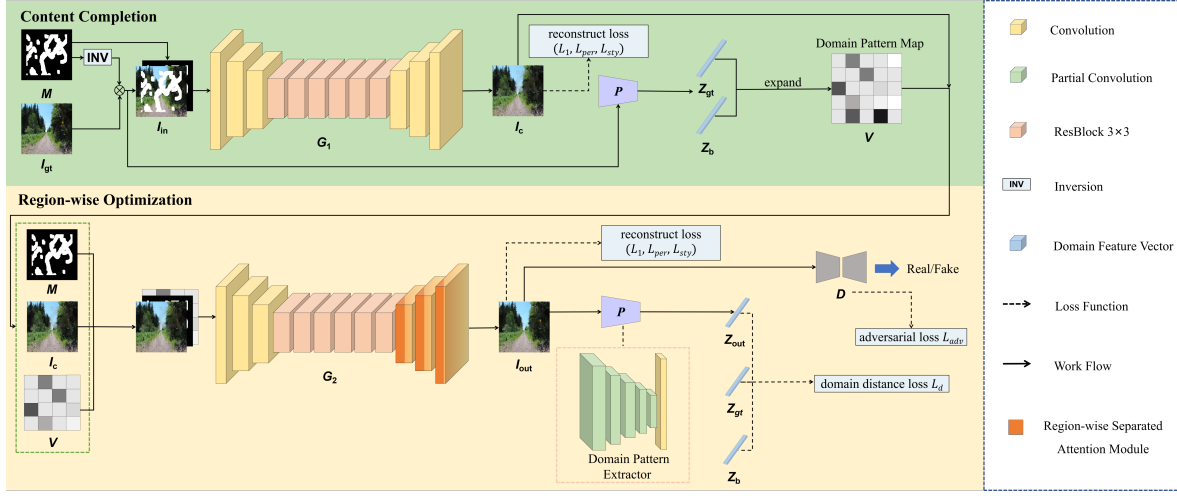 Content Completion
M
INV
I_gt
I_in
G_1
I_c
reconstruct loss
(L_1, L_per, L_sty)
P
Z_gt
Z_b
expand
Domain Pattern Map
V
Region-wise Optimization
M
I_c
V
G_2
I_out
reconstruct loss
(L_1, L_per, L_sty)
P
Domain Pattern
Extractor
D
Real/Fake
adversarial loss L_adv
Z_out
Z_gt
Z_b
domain distance loss L_d
Convolution
Partial Convolution
ResBlock 3×3
INV
Inversion
Domain Feature Vector
Loss Function
Work Flow
Region-wise Separated
Attention Module